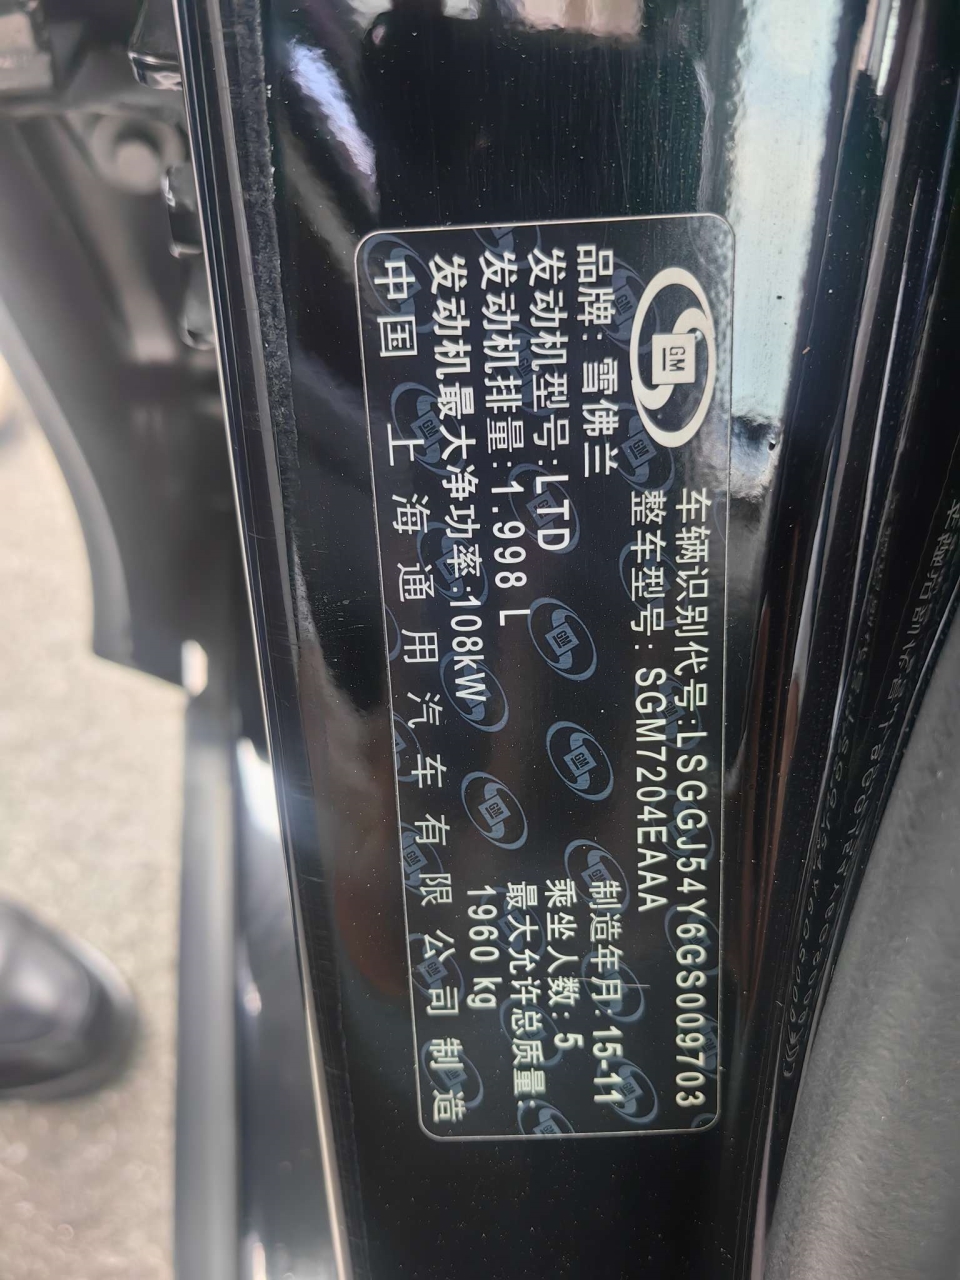 GM
车辆识别代号:LSGGJ54Y6GS009703
整车型号: SGM7204EAAA
品牌: 雪佛兰
制造年月: 15-11
发动机型号:LTD
乘坐人数: 5
发动机排量:1.998 L
最大允许总质量:
1960 kg
发动机最大净功率:108kW
中国 上海通用汽车有限公司 制造